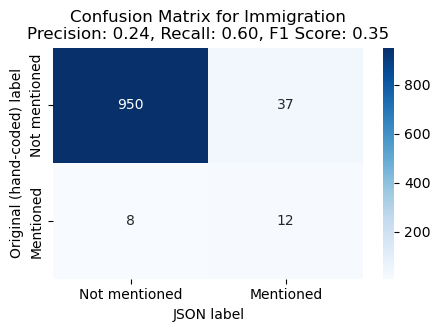 Confusion Matrix for Immigration
Precision: 0.24, Recall: 0.60, F1 Score: 0.35
Original (hand-coded) label
Not mentioned
Mentioned
950
37
8
12
800
600
400
200
Not mentioned
Mentioned
JSON label